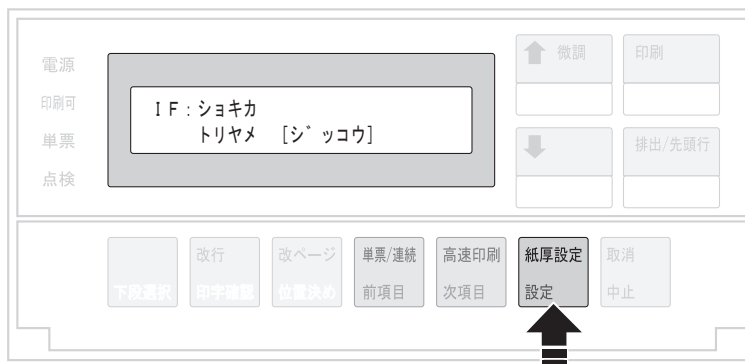 電源
印刷可
単票
点検
IF:ショキカ
トリヤメ [ジッコウ]
微調
印刷
排出/先頭行
下段選択
改行
印字確認
改ページ
位置決め
単票/連続
前項目
高速印刷
次項目
紙厚設定
設定
取消
中止